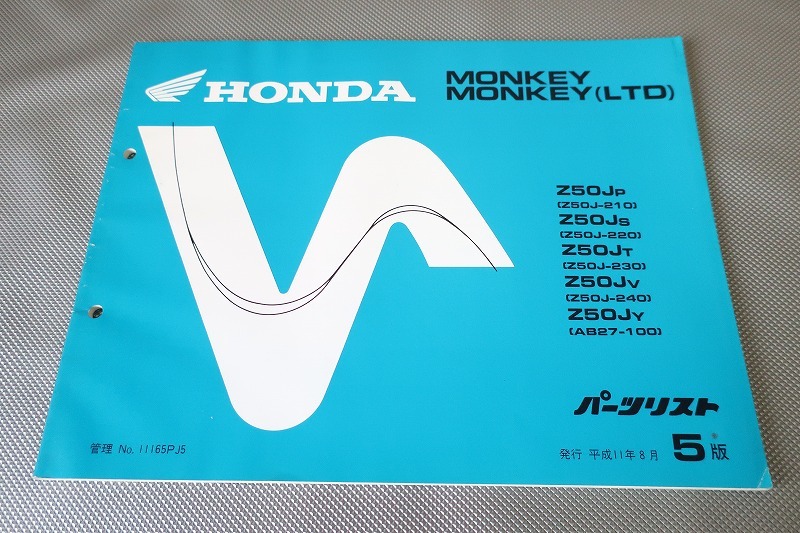 HONDA
MONKEY
MONKEY(LTD)
Z50JP
(Z50J-210)
Z50JS
(Z50J-220)
Z50JT
(Z50J-230)
Z50JV
(Z50J-240)
Z50JY
(AB27-100)
パーツリスト
管理 No. 11165PJ5
発行 平成11年8月 5版